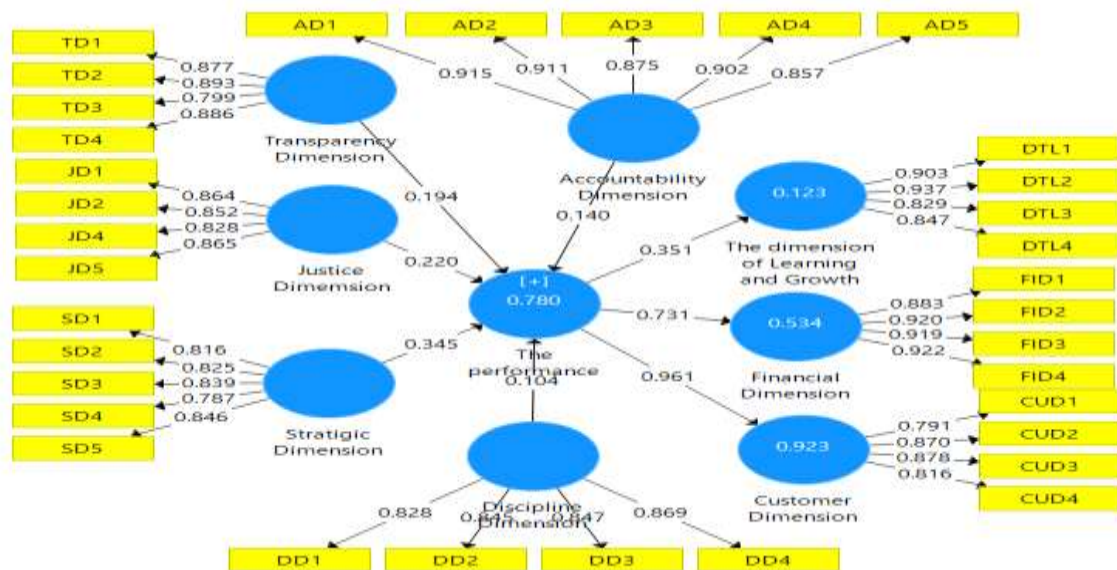 AD1
AD2
AD3
AD4
AD5
TD1
TD2
TD3
TD4
0.877
0.893
0.799
0.886
Transparency
Dimension
0.915
0.911
0.875
0.902
0.857
Accountability
Dimension
JD1
JD2
JD4
JD5
0.864
0.852
0.828
0.865
Justice
Dimemsion
0.194
0.140
0.220
SD1
SD2
SD3
SD4
SD5
0.816
0.825
0.839
0.787
0.846
Stratigic
Dimension
0.345
[+]
0.780
The
performance
0.104
0.351
0.731
0.961
0.123
The dimension
of Learning
and Growth
0.903
0.937
0.829
0.847
DTL1
DTL2
DTL3
DTL4
0.534
Financial
Dimension
0.883
0.920
0.919
0.922
FID1
FID2
FID3
FID4
0.923
Customer
Dimension
0.791
0.870
0.878
0.816
CUD1
CUD2
CUD3
CUD4
Discipline
Dimension
0.828
0.845
0.847
0.869
DD1
DD2
DD3
DD4